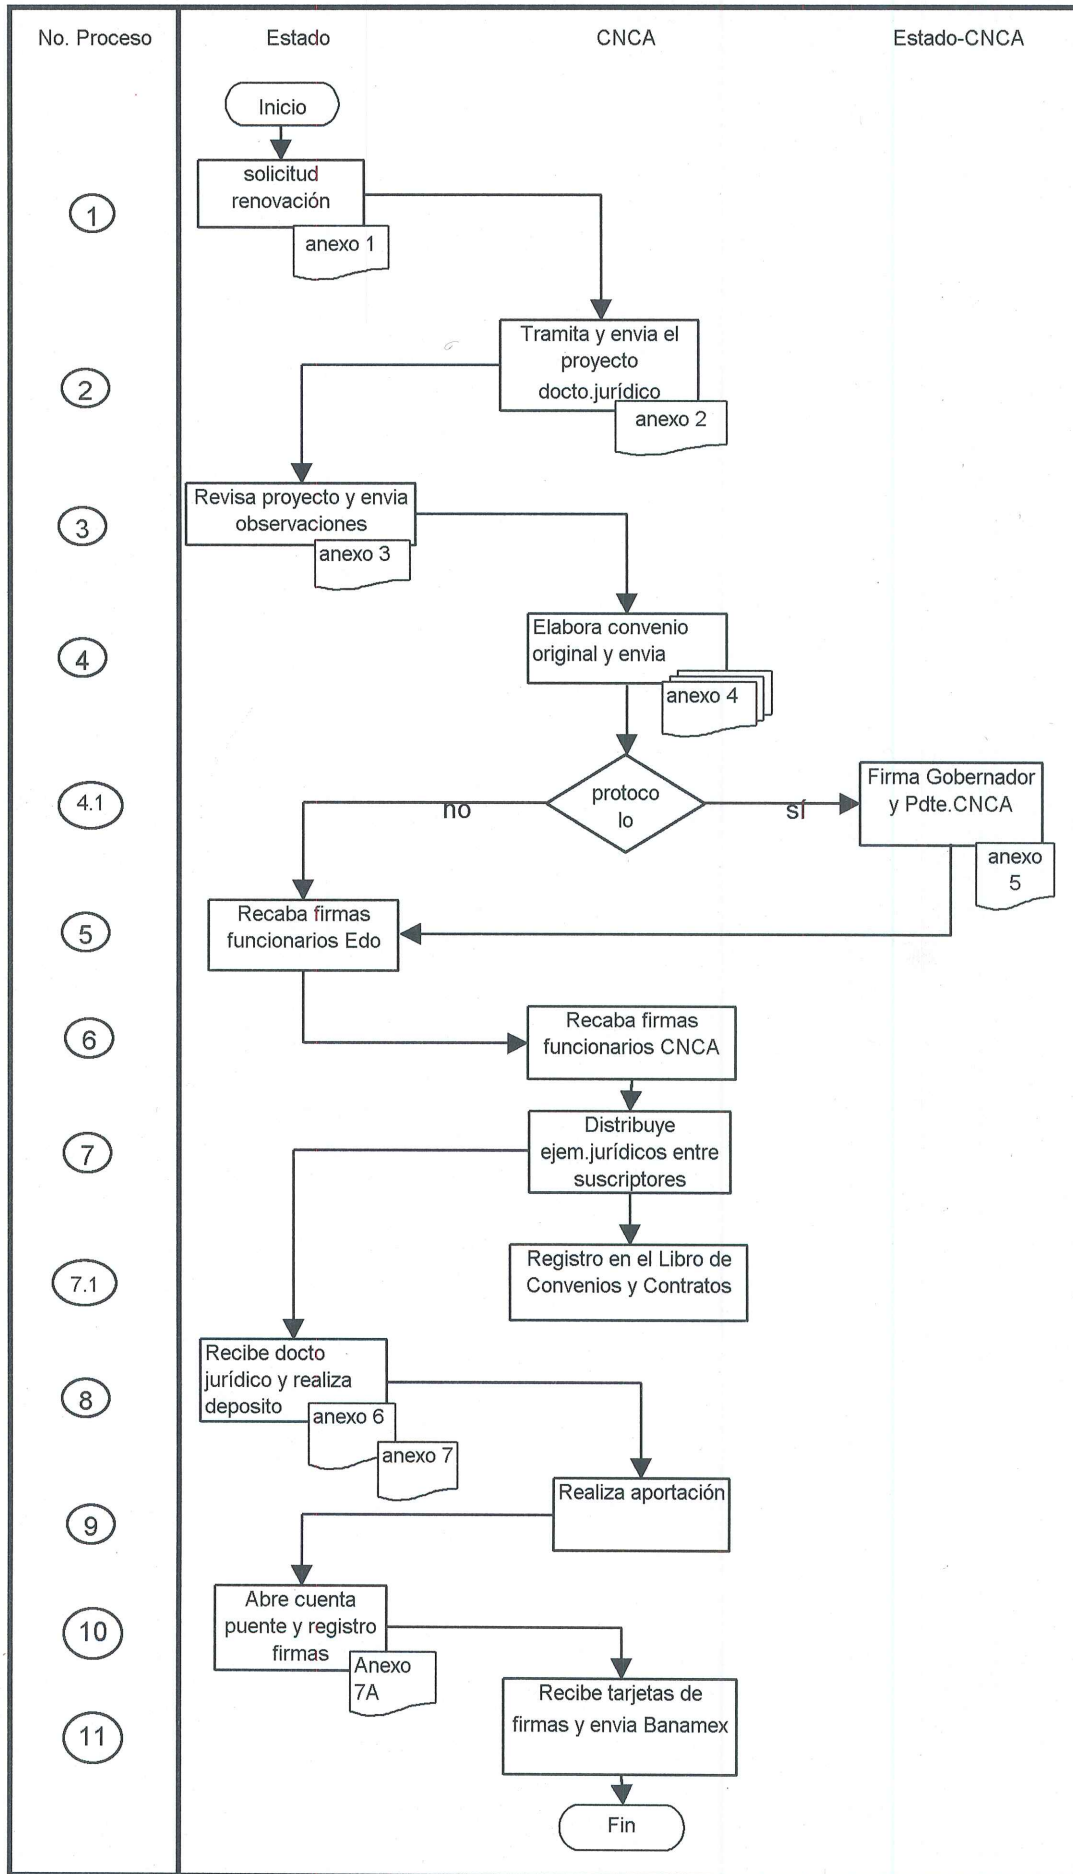 No. Proceso
Estado
CNCA
Estado-CNCA
Inicio
1
solicitud
renovación
anexo 1
2
Tramita y envia el
proyecto
docto.jurídico
anexo 2
3
Revisa proyecto y envia
observaciones
anexo 3
4
Elabora convenio
original y envia
anexo 4
4.1
no
protoco
lo
sí
Firma Gobernador
y Pdte.CNCA
anexo
5
5
Recaba firmas
funcionarios Edo
6
Recaba firmas
funcionarios CNCA
7
Distribuye
ejem.jurídicos entre
suscriptores
7.1
Registro en el Libro de
Convenios y Contratos
8
Recibe docto
jurídico y realiza
deposito
anexo 6
anexo 7
9
Realiza aportación
10
Abre cuenta
puente y registro
firmas
Anexo
7A
11
Recibe tarjetas de
firmas y envia Banamex
Fin